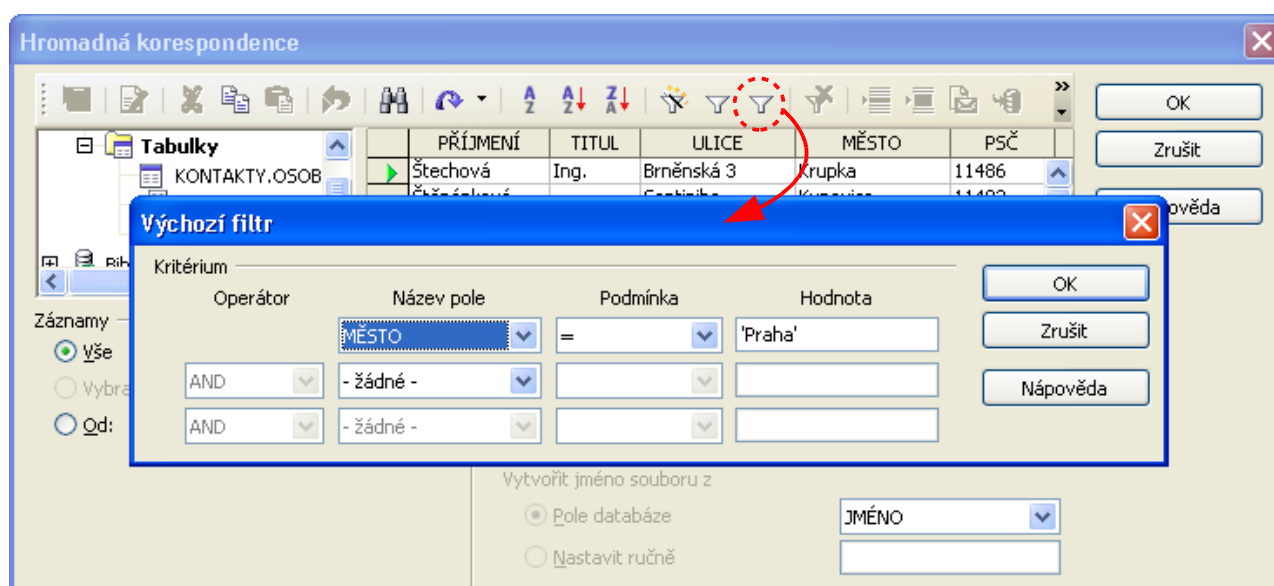 Hromadná korespondence
OK
Zrušit
Tabulky
KONTAKTY.OSOB
PŘÍJMENÍ TITUL ULICE MĚSTO PSČ
Štechová Ing. Brněnská 3 Krupka 11486
Výchozí filtr
Kritérium
Operátor Název pole Podmínka Hodnota
MĚSTO = 'Praha'
AND - žádné -
AND - žádné -
OK
Zrušit
Nápověda
ověda
Záznamy
Vše
Vybra
Od:
Vytvořit jméno souboru z
Pole databáze JMÉNO
Nastavit ručně